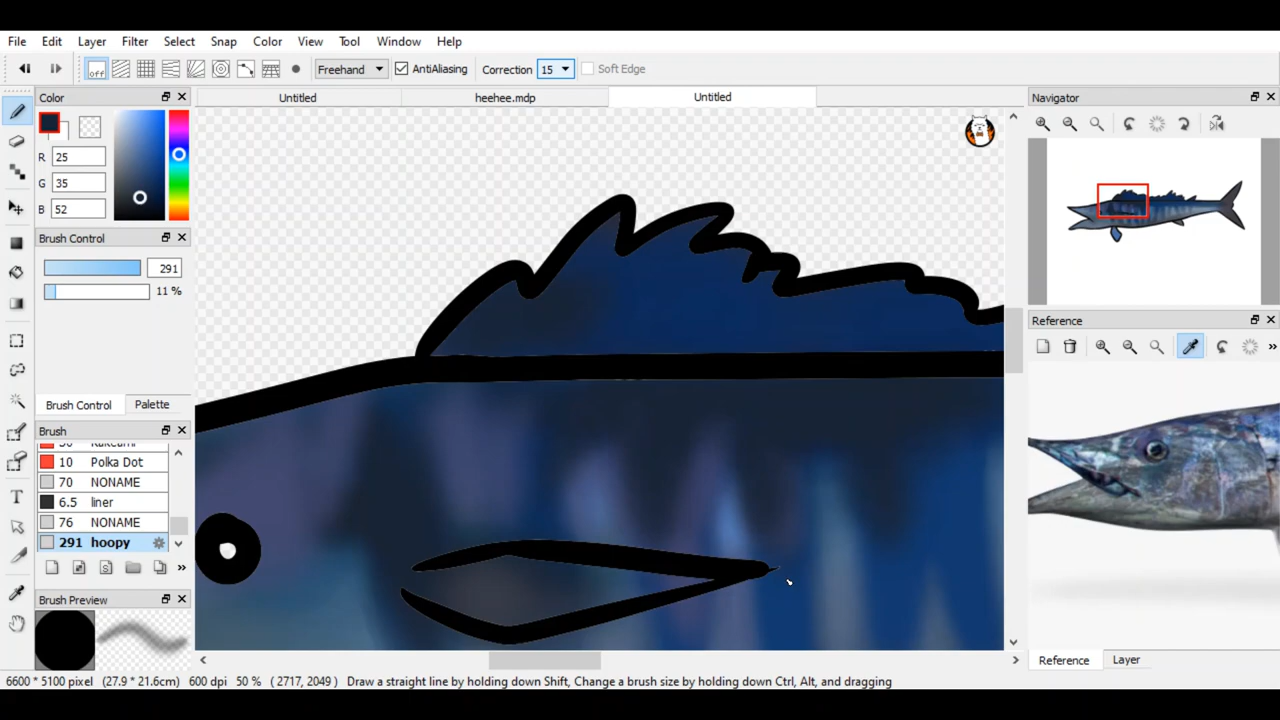 File Edit Layer Filter Select Snap Color View Tool Window Help
off Freehand AntiAliasing Correction 15 Soft Edge
Color Untitled heehee.mdp Untitled Navigator
R 25
G 35
B 52
Brush Control
291
11 %
Reference
Brush Control Palette
Brush
10 Polka Dot
70 NONAME
6.5 liner
76 NONAME
291 hoopy
Brush Preview
Reference Layer
6600 * 5100 pixel (27.9 * 21.6cm) 600 dpi 50 % ( 2717, 2049 ) Draw a straight line by holding down Shift, Change a brush size by holding down Ctrl, Alt, and dragging